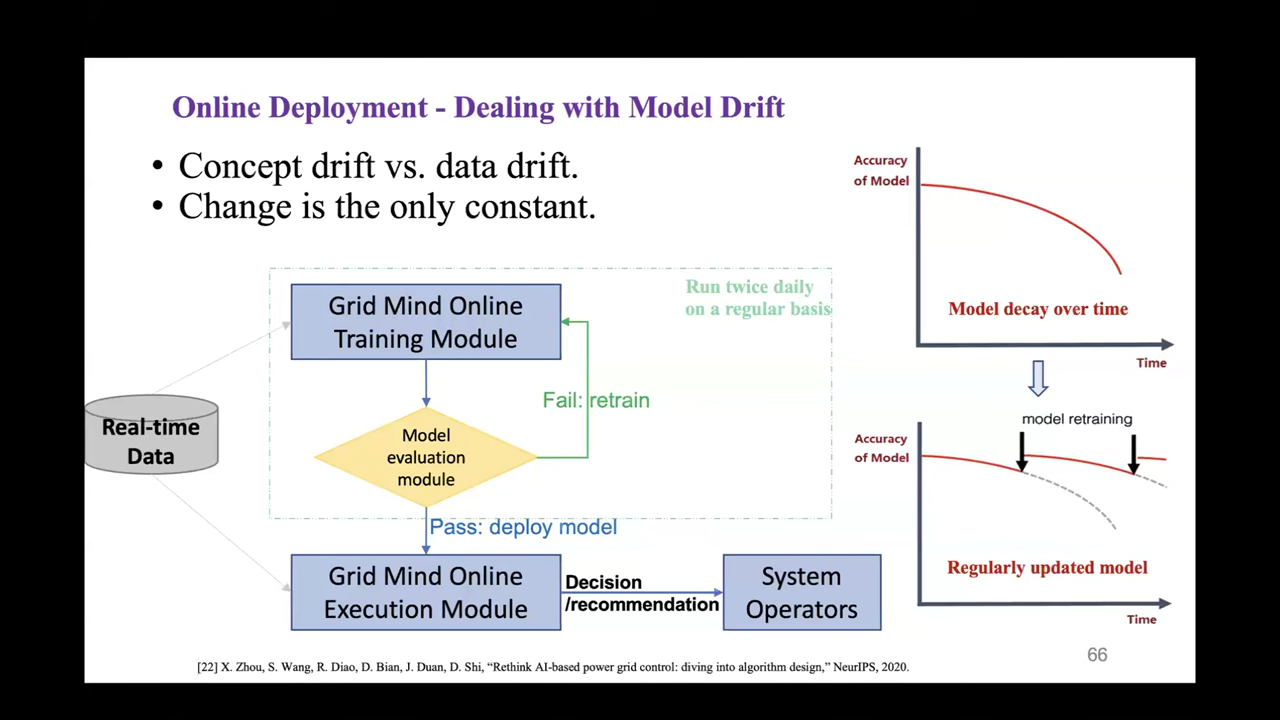 Online Deployment - Dealing with Model Drift
• Concept drift vs. data drift.
• Change is the only constant.
Run twice daily
on a regular basis
Grid Mind Online
Training Module
Fail: retrain
Real-time
Data
Model
evaluation
module
Pass: deploy model
Grid Mind Online
Execution Module
Decision
/recommendation
System
Operators
Accuracy
of Model
Model decay over time
Time
model retraining
Accuracy
of Model
Regularly updated model
Time
66
[22] X. Zhou, S. Wang, R. Diao, D. Bian, J. Duan, D. Shi, “Rethink AI-based power grid control: diving into algorithm design,” NeurIPS, 2020.